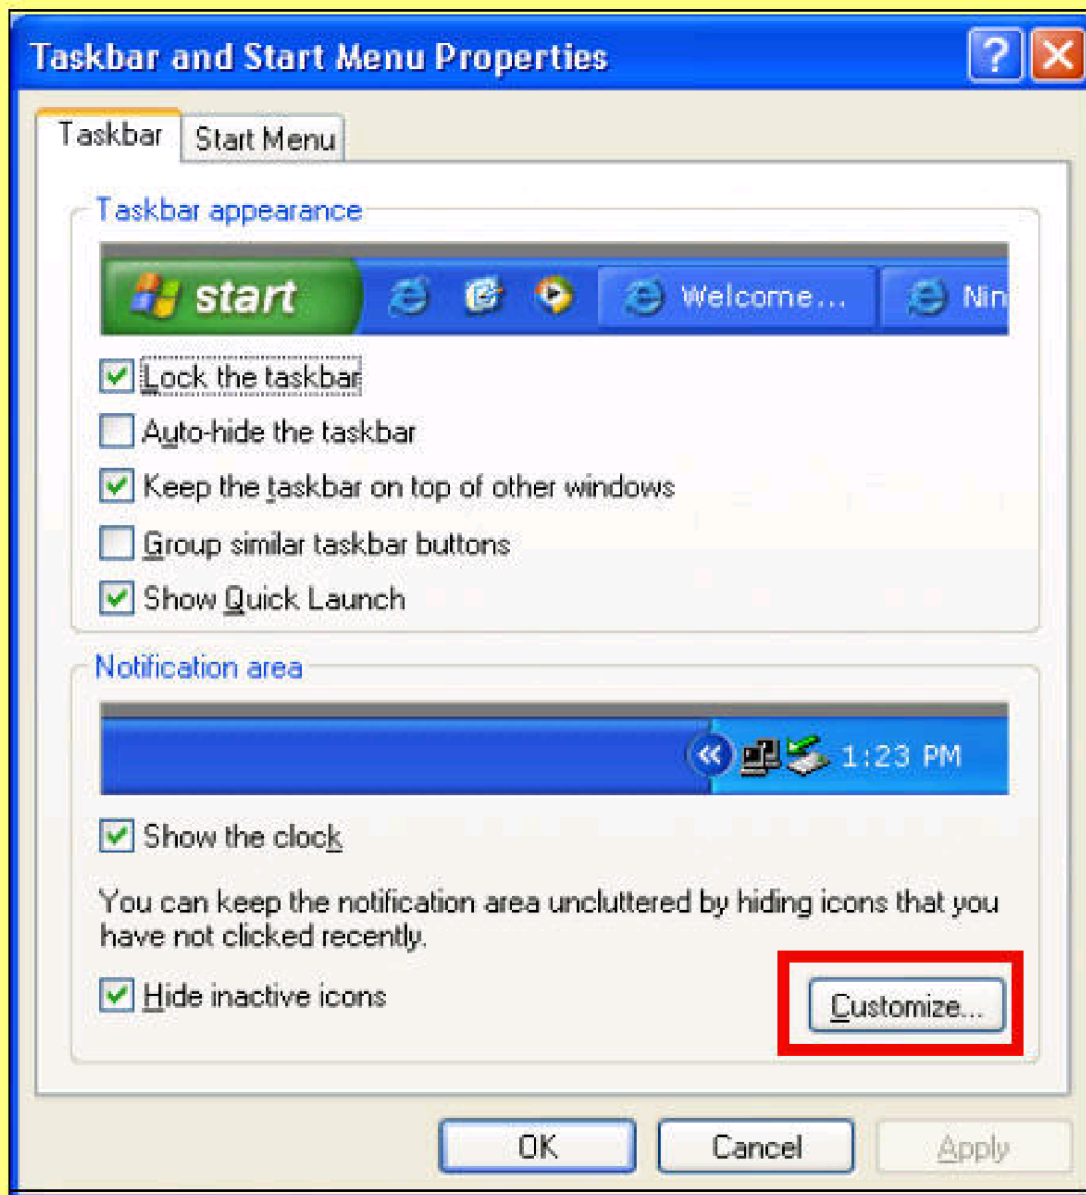 Taskbar and Start Menu Properties
?
Taskbar
Start Menu
Taskbar appearance
start
Welcome...
Nin
Lock the taskbar
Auto-hide the taskbar
Keep the taskbar on top of other windows
Group similar taskbar buttons
Show Quick Launch
Notification area
1:23 PM
Show the clock
You can keep the notification area uncluttered by hiding icons that you
have not clicked recently.
Hide inactive icons
Customize...
OK
Cancel
Apply